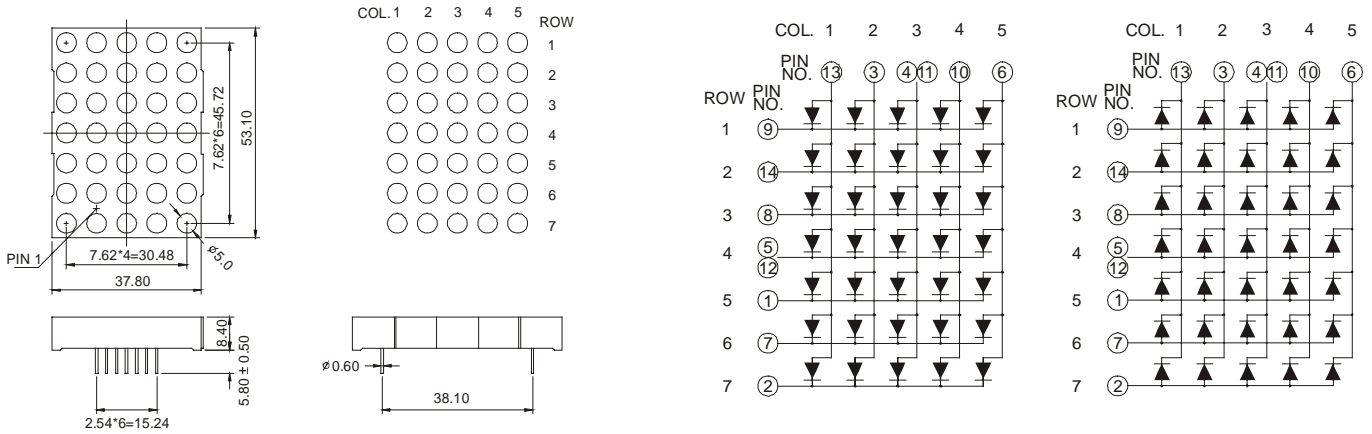 COL. 1 2 3 4 5
ROW
1
2
3
4
5
6
7
7.62*6=45.72
53.10
PIN 1
7.62*4=30.48
ø5.0
37.80
8.40
5.80 ± 0.50
2.54*6=15.24
ø0.60
38.10
COL. 1 2 3 4 5
PIN NO. 13 3 4 11 10 6
ROW PIN NO.
1 9
2 14
3 8
4 5 12
5 1
6 7
7 2
COL. 1 2 3 4 5
PIN NO. 13 3 4 11 10 6
ROW PIN NO.
1 9
2 14
3 8
4 5 12
5 1
6 7
7 2